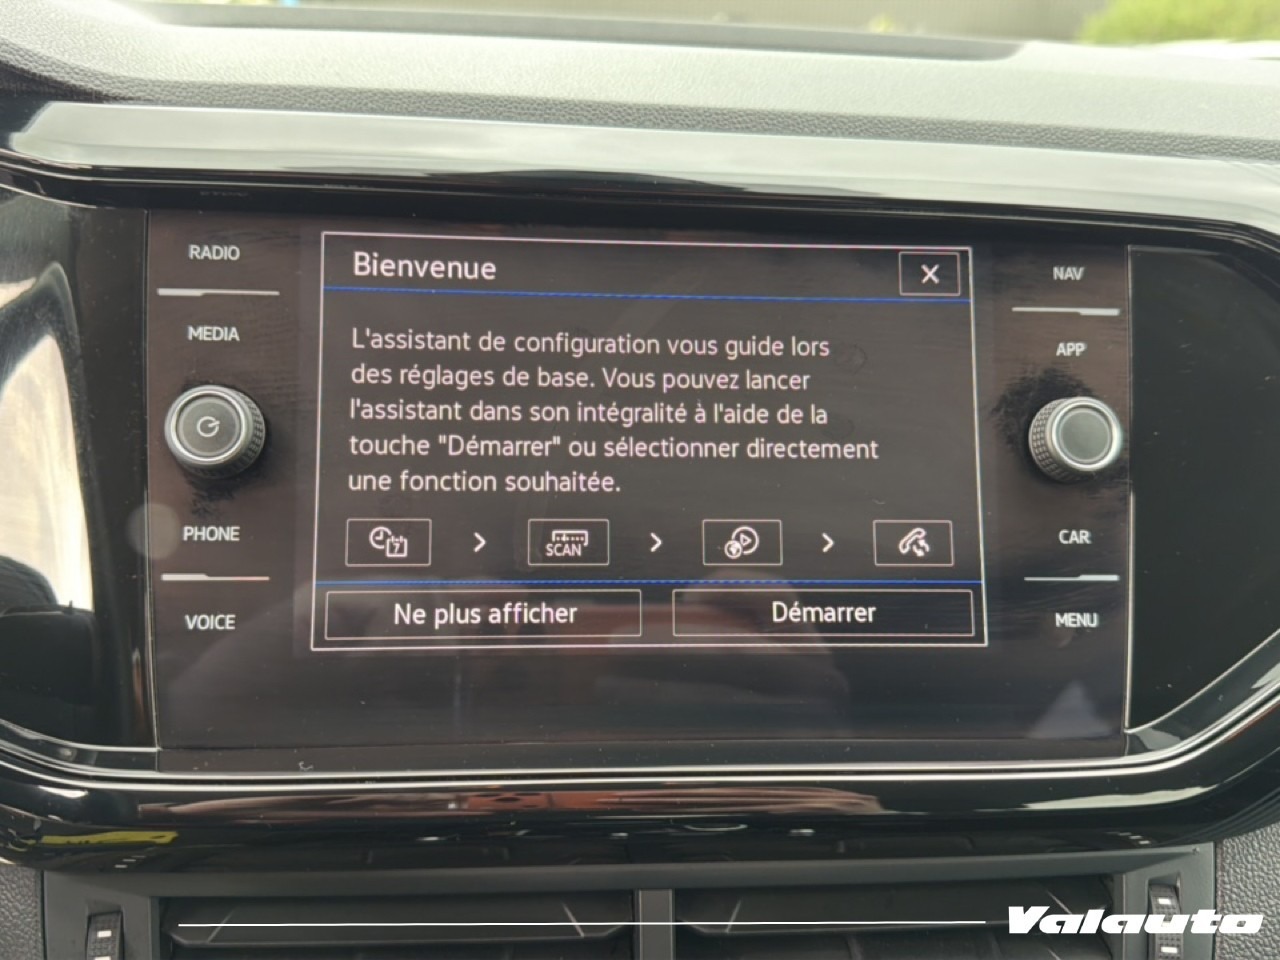 RADIO
MEDIA
PHONE
VOICE
Bienvenue
L'assistant de configuration vous guide lors
des réglages de base. Vous pouvez lancer
l'assistant dans son intégralité à l'aide de la
touche "Démarrer" ou sélectionner directement
une fonction souhaitée.
7
SCAN
Ne plus afficher
Démarrer
NAV
APP
CAR
MENU
Valauto